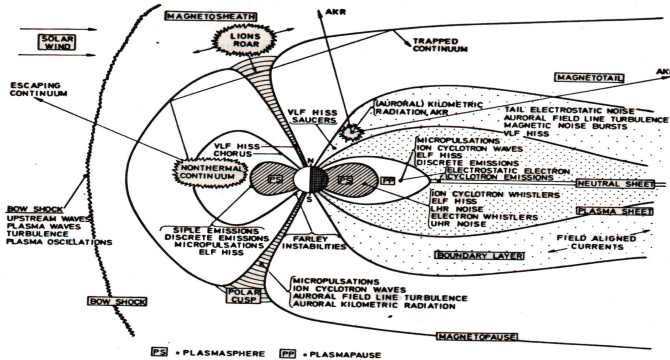 MAGNETOSHEATH
AKR
SOLAR
WIND
LIONS
ROAR
TRAPPED
CONTINUUM
ESCAPING
CONTINUUM
MAGNETOTAIL
AKR
(AURORAL) KILOMETRIC
RADIATION, AKR
VLF HISS
SAUCERS
TAIL ELECTROSTATIC NOISE
AURORAL FIELD LINE TURBULENCE
MAGNETIC NOISE BURSTS
VLF HISS
VLF HISS
CHORUS
MICROPULSATIONS
ION CYCLOTRON WAVES
ELF HISS
DISCRETE EMISSIONS
ELECTROSTATIC ELECTRON
CYCLOTRON EMISSIONS
NONTHERMAL
CONTINUUM
N
PS
PS
PP
S
NEUTRAL SHEET
ION CYCLOTRON WHISTLERS
ELF HISS
LHR NOISE
ELECTRON WHISTLERS
UHR NOISE
PLASMA SHEET
BOW SHOCK
UPSTREAM WAVES
PLASMA WAVES
TURBULENCE
PLASMA OSCILLATIONS
SIPLE EMISSIONS
DISCRETE EMISSIONS
MICROPULSATIONS
ELF HISS
FARLEY
INSTABILITIES
FIELD ALIGNED
CURRENTS
BOUNDARY LAYER
POLAR
CUSP
MICROPULSATIONS
ION CYCLOTRON WAVES
AURORAL FIELD LINE TURBULENCE
AURORAL KILOMETRIC RADIATION
BOW SHOCK
MAGNETOPAUSE
PS = PLASMASPHERE PP = PLASMAPAUSE